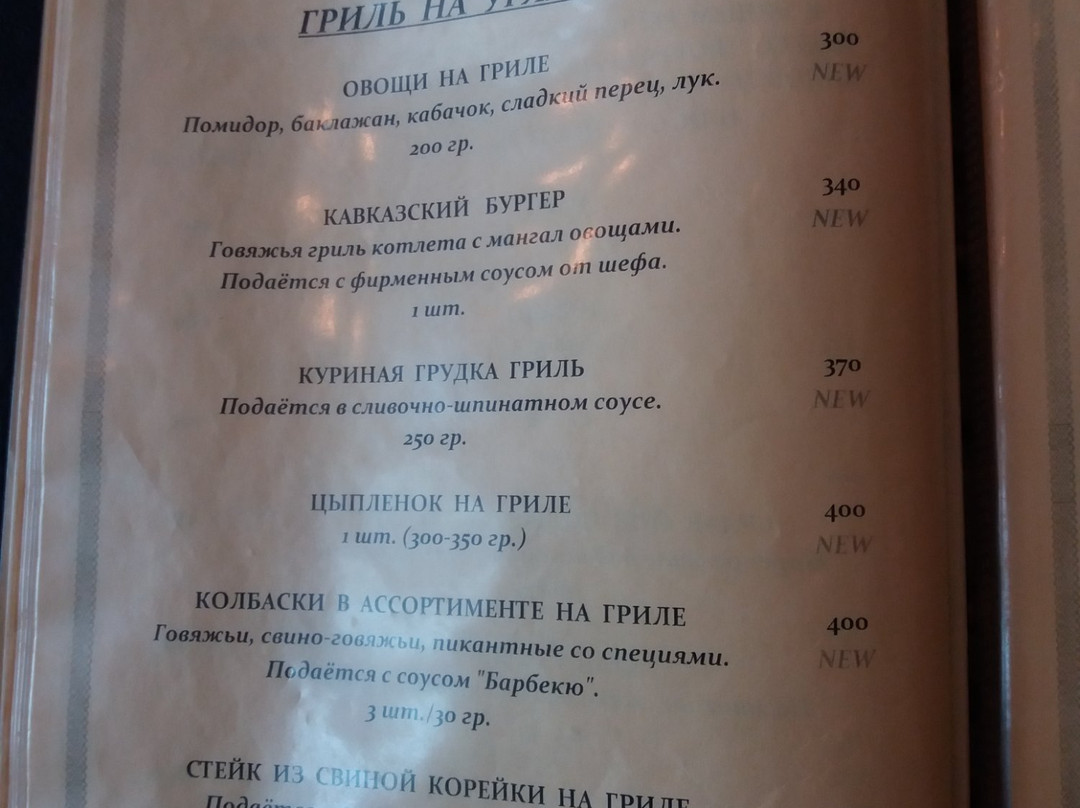 ГРИЛЬ НА
ОВОЩИ НА ГРИЛЕ 300
Помидор, баклажан, кабачок, сладкий перец, лук. NEW
200 гр.
КАВКАЗСКИЙ БУРГЕР 340
Говяжья гриль котлета с мангал овощами. NEW
Подаётся с фирменным соусом от шефа.
1 шт.
КУРИНАЯ ГРУДКА ГРИЛЬ 370
Подаётся в сливочно-шпинатном соусе. NEW
250 гр.
ЦЫПЛЕНОК НА ГРИЛЕ 400
1 шт. (300-350 гр.) NEW
КОЛБАСКИ В АССОРТИМЕНТЕ НА ГРИЛЕ 400
Говяжьи, свино-говяжьи, пикантные со специями. NEW
Подаётся с соусом "Барбекю".
3 шт./30 гр.
СТЕЙК ИЗ СВИНОЙ КОРЕЙКИ НА ГРИЛЕ